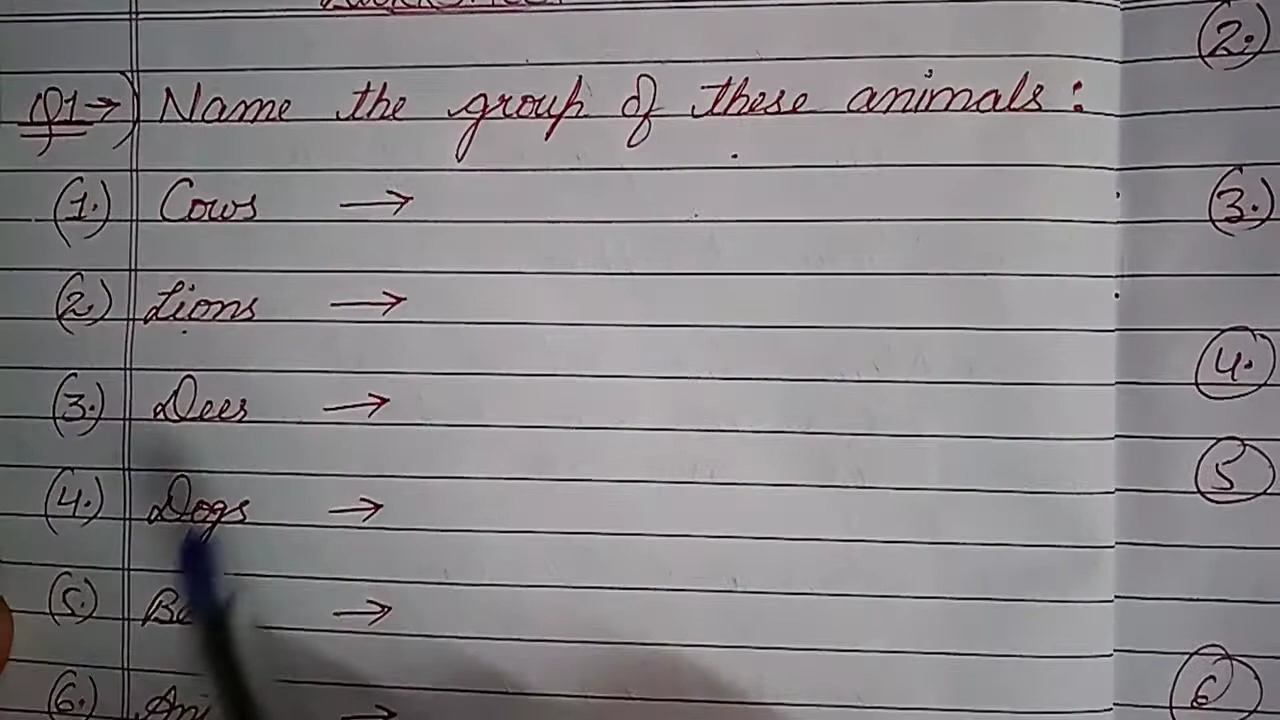 Q1→) Name the group of these animals:
(1.) Cows →
(2.) Lions →
(3.) Deer →
(4.) Dogs →
(5.) →
(6.) →
(2.)
(3.)
(4.)
(5)
(6)